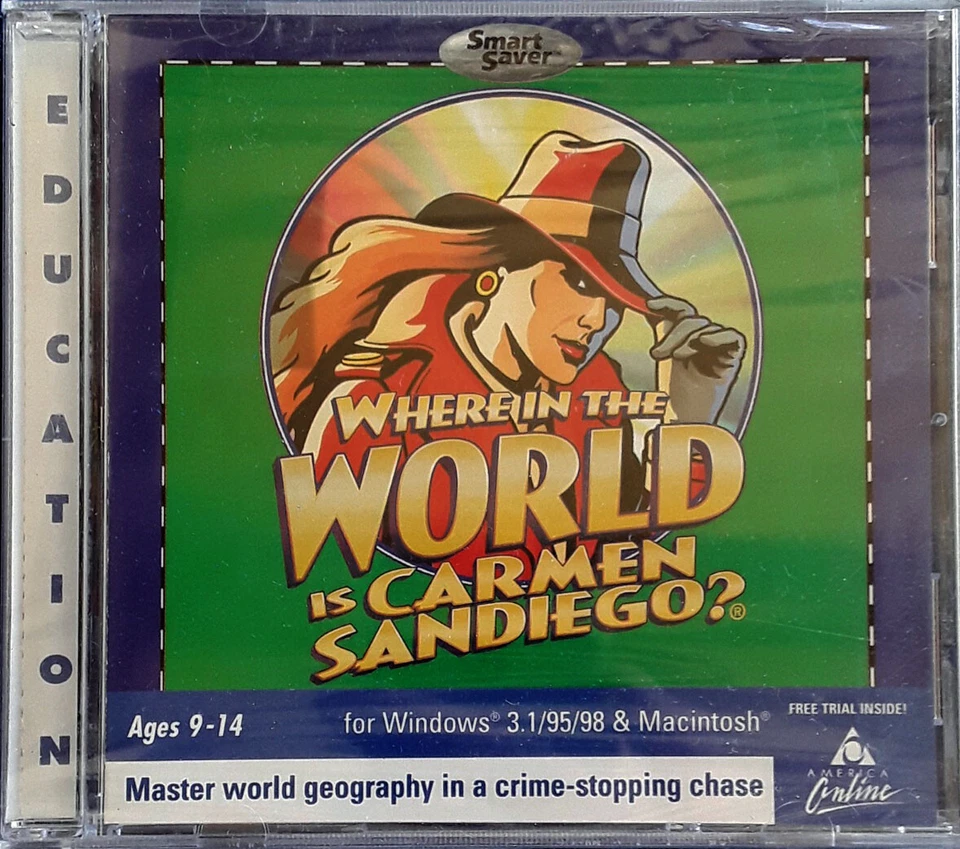 Smart
Saver
EDUCATION
WHERE IN THE
WORLD
IS CARMEN
SANDIEGO?®
Ages 9-14
for Windows® 3.1/95/98 & Macintosh®
FREE TRIAL INSIDE!
AMERICA
Online
Master world geography in a crime-stopping chase